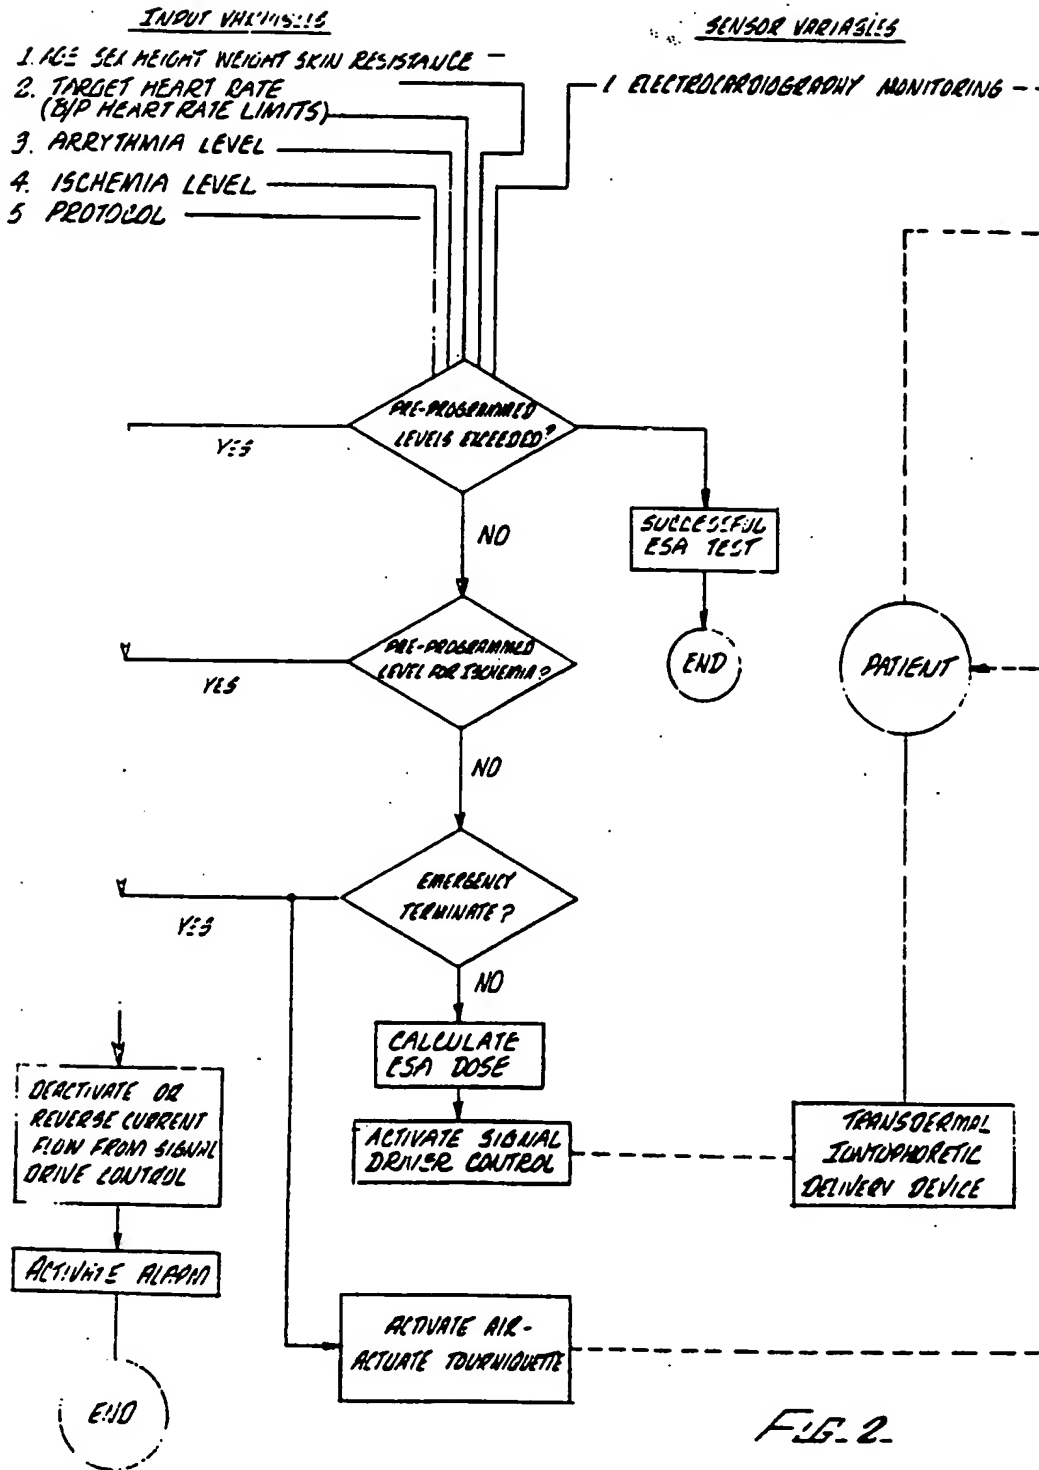 INPUT VARIABLES
1. AGE SEX HEIGHT WEIGHT SKIN RESISTANCE
2. TARGET HEART RATE
(B/P HEART RATE LIMITS)
3. ARRYTHMIA LEVEL
4. ISCHEMIA LEVEL
5 PROTOCOL
SENSOR VARIABLES
1 ELECTROCARDIOGRAPHY MONITORING
PRE-PROGRAMMED
LEVELS EXCEEDED?
YES
NO
SUCCESSFUL
ESA TEST
END
PRE-PROGRAMMED
LEVEL FOR ISCHEMIA?
YES
NO
PATIENT
EMERGENCY
TERMINATE?
YES
NO
CALCULATE
ESA DOSE
ACTIVATE SIGNAL
DRIVER CONTROL
TRANSDERMAL
IONTOPHORETIC
DELIVERY DEVICE
DEACTIVATE OR
REVERSE CURRENT
FLOW FROM SIGNAL
DRIVE CONTROL
ACTIVATE ALARM
END
ACTIVATE AIR-
ACTUATE TOURNIQUETTE
FIG. 2